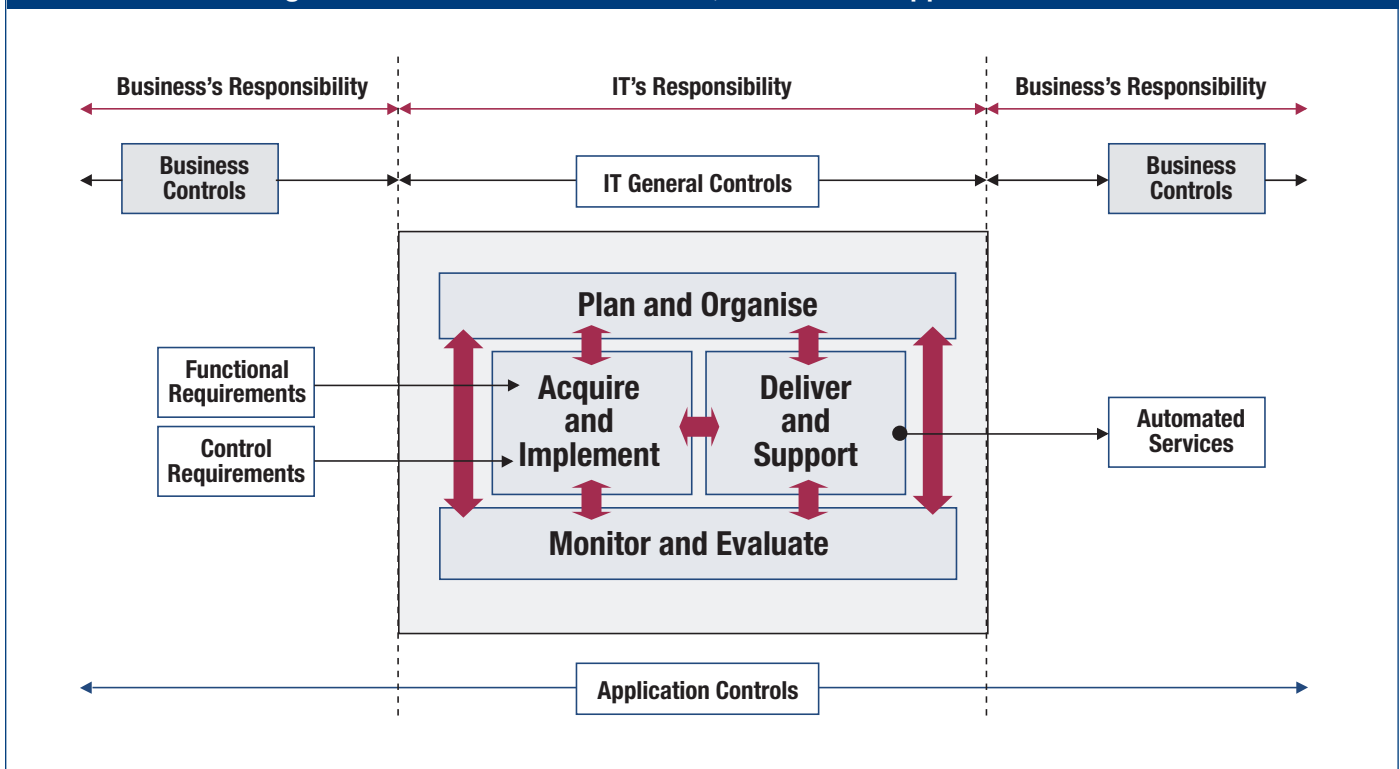 Business's Responsibility
IT's Responsibility
Business's Responsibility
Business
Controls
IT General Controls
Business
Controls
Plan and Organise
Functional
Requirements
Control
Requirements
Acquire
and
Implement
Deliver
and
Support
Automated
Services
Monitor and Evaluate
Application Controls